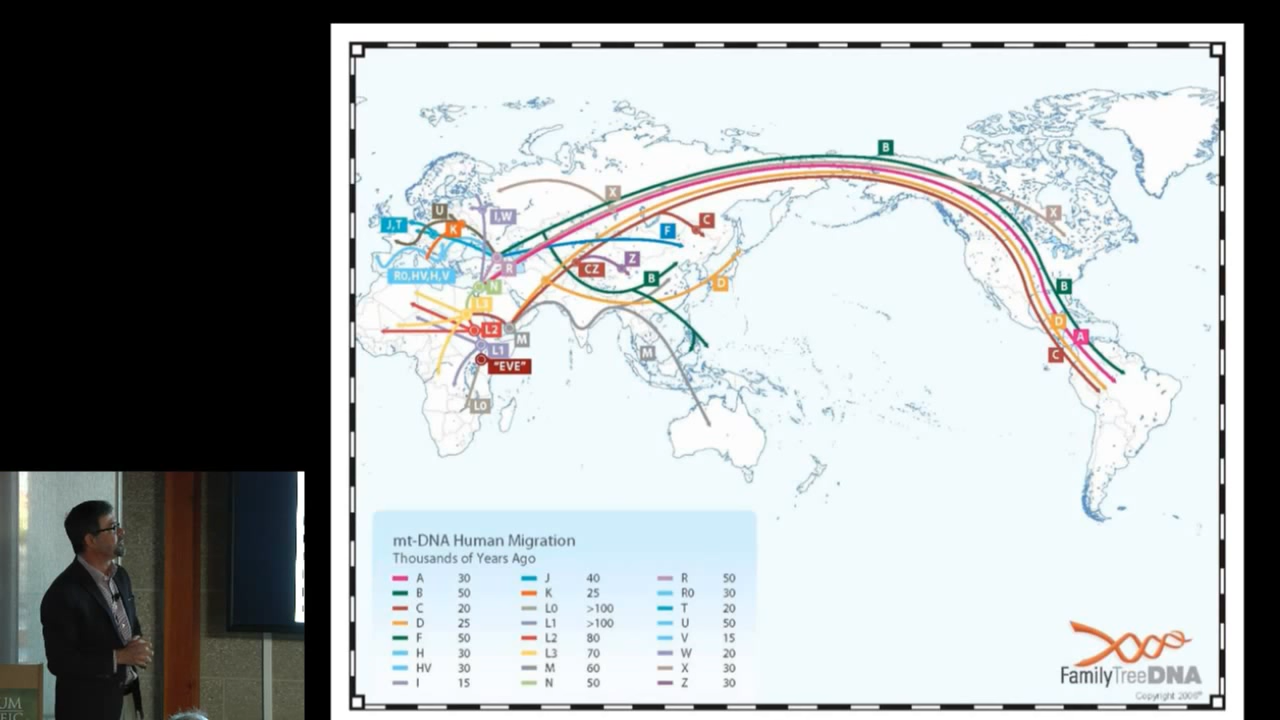 B
X
X
U
J,T
K
I,W
C
F
R
Z
CZ
R0,HV,H,V
N
B
D
B
L3
L2
M
D
A
L1
M
C
"EVE"
L0
mt-DNA Human Migration
Thousands of Years Ago
A 30 J 40 R 50
B 50 K 25 R0 30
C 20 L0 >100 T 20
D 25 L1 >100 U 50
F 50 L2 80 V 15
H 30 L3 70 W 20
HV 30 M 60 X 30
I 15 N 50 Z 30
FamilyTreeDNA
UM